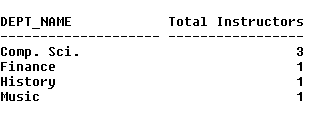 DEPT_NAME Total Instructors
-------------------- -----------------
Comp. Sci. 3
Finance 1
History 1
Music 1